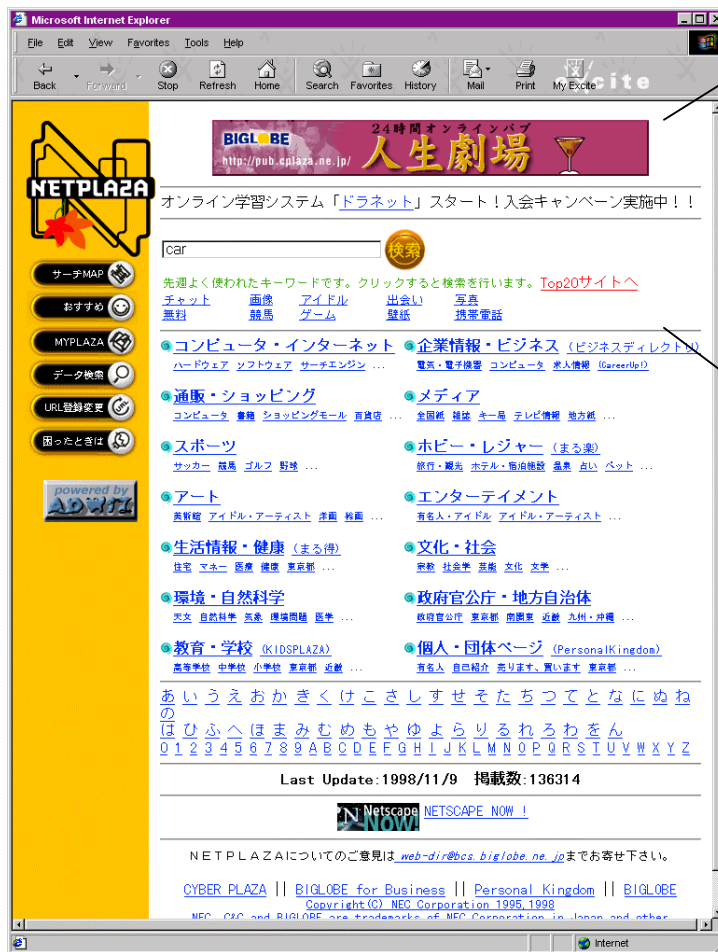 Microsoft Internet Explorer
File Edit View Favorites Tools Help
Back Forward Stop Refresh Home Search Favorites History Mail Print My Excite
excite
BIGLOBE
http://pub.cplaza.ne.jp/
24時間オンラインパブ
人生劇場
NETPLAZA
オンライン学習システム「ドラネット」スタート！入会キャンペーン実施中！！
car 検索
先週よく使われたキーワードです。クリックすると検索を行います。 Top20サイトへ
チャット 画像 アイドル 出会い 写真
無料 競馬 ゲーム 壁紙 携帯電話
サーチMAP
おすすめ
MYPLAZA
データ検索
URL登録変更
困ったときは
powered by
コンピュータ・インターネット
ハードウェア ソフトウェア サーチエンジン ...
企業情報・ビジネス (ビジネスディレクトリ)
電気・電子機器 コンピュータ 求人情報 (CareerUp!)
通販・ショッピング
コンピュータ 書籍 ショッピングモール 百貨店 ...
メディア
全国紙 雑誌 キー局 テレビ情報 地方紙 ...
スポーツ
サッカー 競馬 ゴルフ 野球 ...
ホビー・レジャー (まる楽)
旅行・観光 ホテル・宿泊施設 温泉 占い ペット ...
アート
美術館 アイドル・アーティスト 洋画 絵画 ...
エンターテイメント
有名人・アイドル アイドル・アーティスト ...
生活情報・健康 (まる得)
住宅 マネー 医療 健康 東京都 ...
文化・社会
宗教 社会学 芸能 文化 文学 ...
環境・自然科学
天文 自然科学 気象 環境問題 医学 ...
政府官公庁・地方自治体
政府官公庁 東京都 南関東 近畿 九州・沖縄 ...
教育・学校 (KIDSPLAZA)
高等学校 中学校 小学校 東京都 近畿 ...
個人・団体ページ (PersonalKingdom)
有名人 自己紹介 売ります、買います 東京都 ...
あ い う え お か き く け こ さ し す せ そ た ち つ て と な に ぬ ね
の
は ひ ふ へ ほ ま み む め も や ゆ よ ら り る れ ろ わ を ん
0 1 2 3 4 5 6 7 8 9 A B C D E F G H I J K L M N O P Q R S T U V W X Y Z
Last Update:1998/11/9 掲載数:136314
Netscape Now! NETSCAPE NOW !
ＮＥＴＰＬＡＺＡについてのご意見は web-dir@bcs.biglobe.ne.jpまでお寄せ下さい。
CYBER PLAZA || BIGLOBE for Business || Personal Kingdom || BIGLOBE
Copyright(C) NEC Corporation 1995,1998
NEC, C&C and BIGLOBE are trademarks of NEC Corporation in Japan and other
Internet